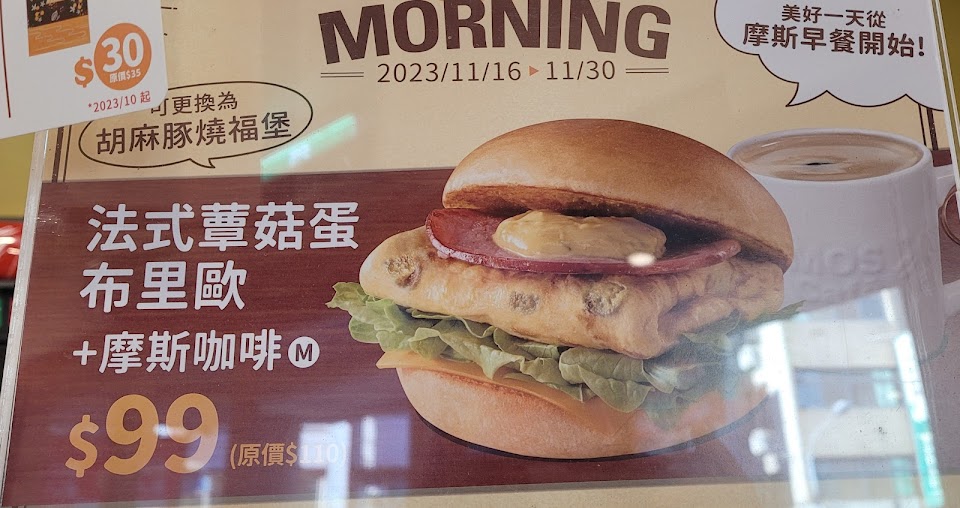 $30
原價$35
*2023/10 起
MORNING
2023/11/16 ▸ 11/30
美好一天從
摩斯早餐開始!
可更換為
胡麻豚燒福堡
法式蕈菇蛋
布里歐
+摩斯咖啡M
$99 (原價$110)